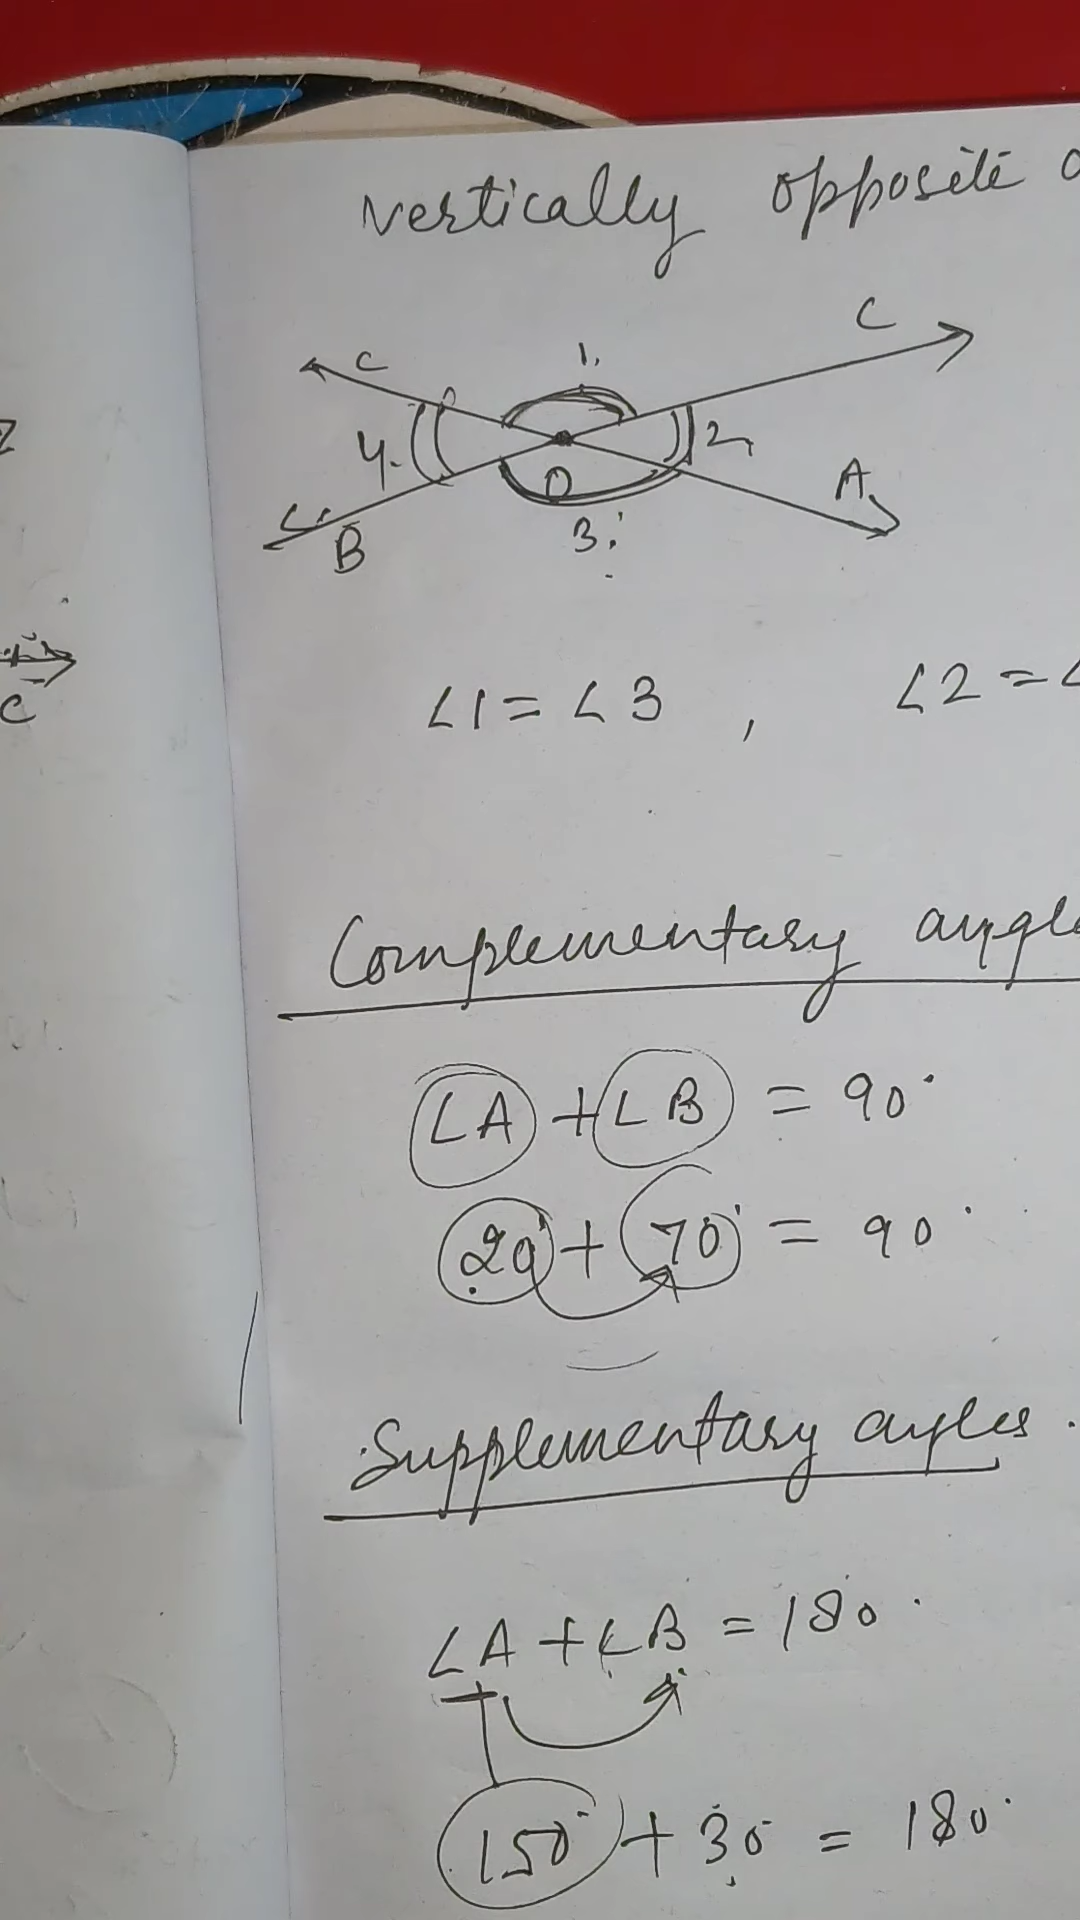 vertically opposite
C
C
1.
4.
2
O
A
B
3.
∠1 = ∠3 , ∠2 = ∠
C
Complementary angle
∠A + ∠B = 90°
20° + 70° = 90°
Supplementary angles.
∠A + ∠B = 180°
150° + 30° = 180°